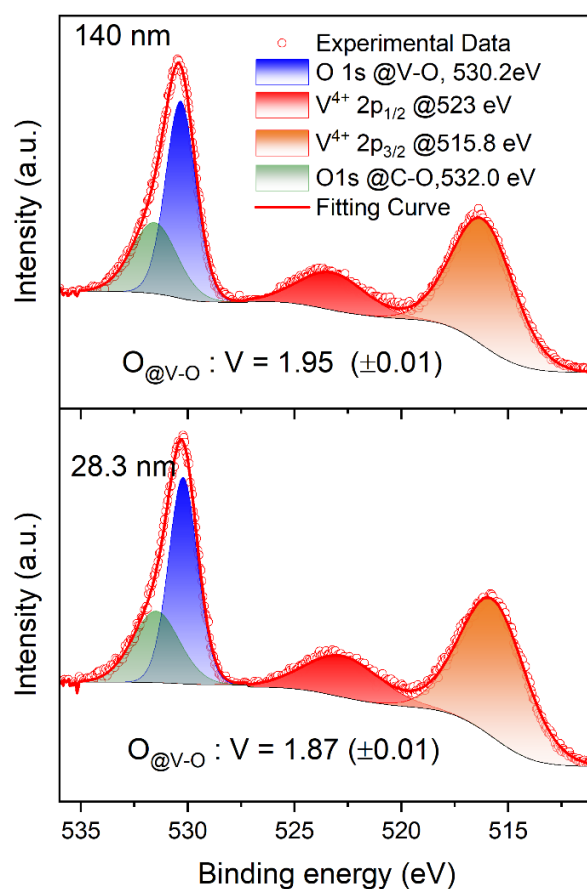 140 nm
Experimental Data
O 1s @V-O, 530.2eV
V⁴⁺ 2p₁/₂ @523 eV
V⁴⁺ 2p₃/₂ @515.8 eV
O1s @C-O,532.0 eV
Fitting Curve
Intensity (a.u.)
O@V-O : V = 1.95 (±0.01)
28.3 nm
Intensity (a.u.)
O@V-O : V = 1.87 (±0.01)
535 530 525 520 515
Binding energy (eV)